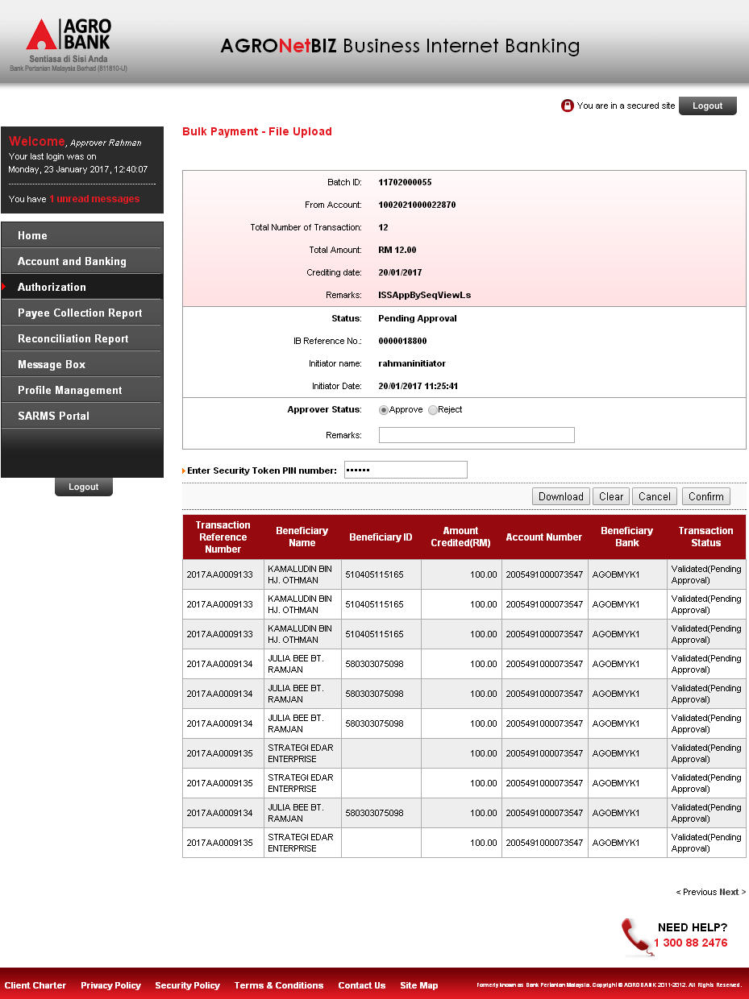 AGRO
BANK
Sentiasa di Sisi Anda
Bank Pertanian Malaysia Berhad (811810-U)
AGRONetBIZ Business Internet Banking
You are in a secured site Logout
Welcome, Approver Rahman
Your last login was on
Monday, 23 January 2017, 12:40:07
You have 1 unread messages
Home
Account and Banking
Authorization
Payee Collection Report
Reconciliation Report
Message Box
Profile Management
SARMS Portal
Logout
Bulk Payment - File Upload
Batch ID: 11702000055
From Account: 1002021000022870
Total Number of Transaction: 12
Total Amount: RM 12.00
Crediting date: 20/01/2017
Remarks: ISSAppBySeqViewLs
Status: Pending Approval
IB Reference No.: 0000018800
Initiator name: rahmaninitiator
Initiator Date: 20/01/2017 11:25:41
Approver Status: Approve Reject
Remarks:
Enter Security Token PIN number: ••••••
Download Clear Cancel Confirm
Transaction Reference Number Beneficiary Name Beneficiary ID Amount Credited(RM) Account Number Beneficiary Bank Transaction Status
2017AA0009133 KAMALUDIN BIN HJ. OTHMAN 510405115165 100.00 2005491000073547 AGOBMYK1 Validated(Pending Approval)
2017AA0009133 KAMALUDIN BIN HJ. OTHMAN 510405115165 100.00 2005491000073547 AGOBMYK1 Validated(Pending Approval)
2017AA0009133 KAMALUDIN BIN HJ. OTHMAN 510405115165 100.00 2005491000073547 AGOBMYK1 Validated(Pending Approval)
2017AA0009134 JULIA BEE BT. RAMJAN 580303075098 100.00 2005491000073547 AGOBMYK1 Validated(Pending Approval)
2017AA0009134 JULIA BEE BT. RAMJAN 580303075098 100.00 2005491000073547 AGOBMYK1 Validated(Pending Approval)
2017AA0009134 JULIA BEE BT. RAMJAN 580303075098 100.00 2005491000073547 AGOBMYK1 Validated(Pending Approval)
2017AA0009135 STRATEGI EDAR ENTERPRISE 100.00 2005491000073547 AGOBMYK1 Validated(Pending Approval)
2017AA0009135 STRATEGI EDAR ENTERPRISE 100.00 2005491000073547 AGOBMYK1 Validated(Pending Approval)
2017AA0009134 JULIA BEE BT. RAMJAN 580303075098 100.00 2005491000073547 AGOBMYK1 Validated(Pending Approval)
2017AA0009135 STRATEGI EDAR ENTERPRISE 100.00 2005491000073547 AGOBMYK1 Validated(Pending Approval)
< Previous Next >
NEED HELP?
1 300 88 2476
Client Charter Privacy Policy Security Policy Terms & Conditions Contact Us Site Map Formerly known as Bank Pertanian Malaysia. Copyright © AGROBANK 2011-2012. All Rights Reserved.